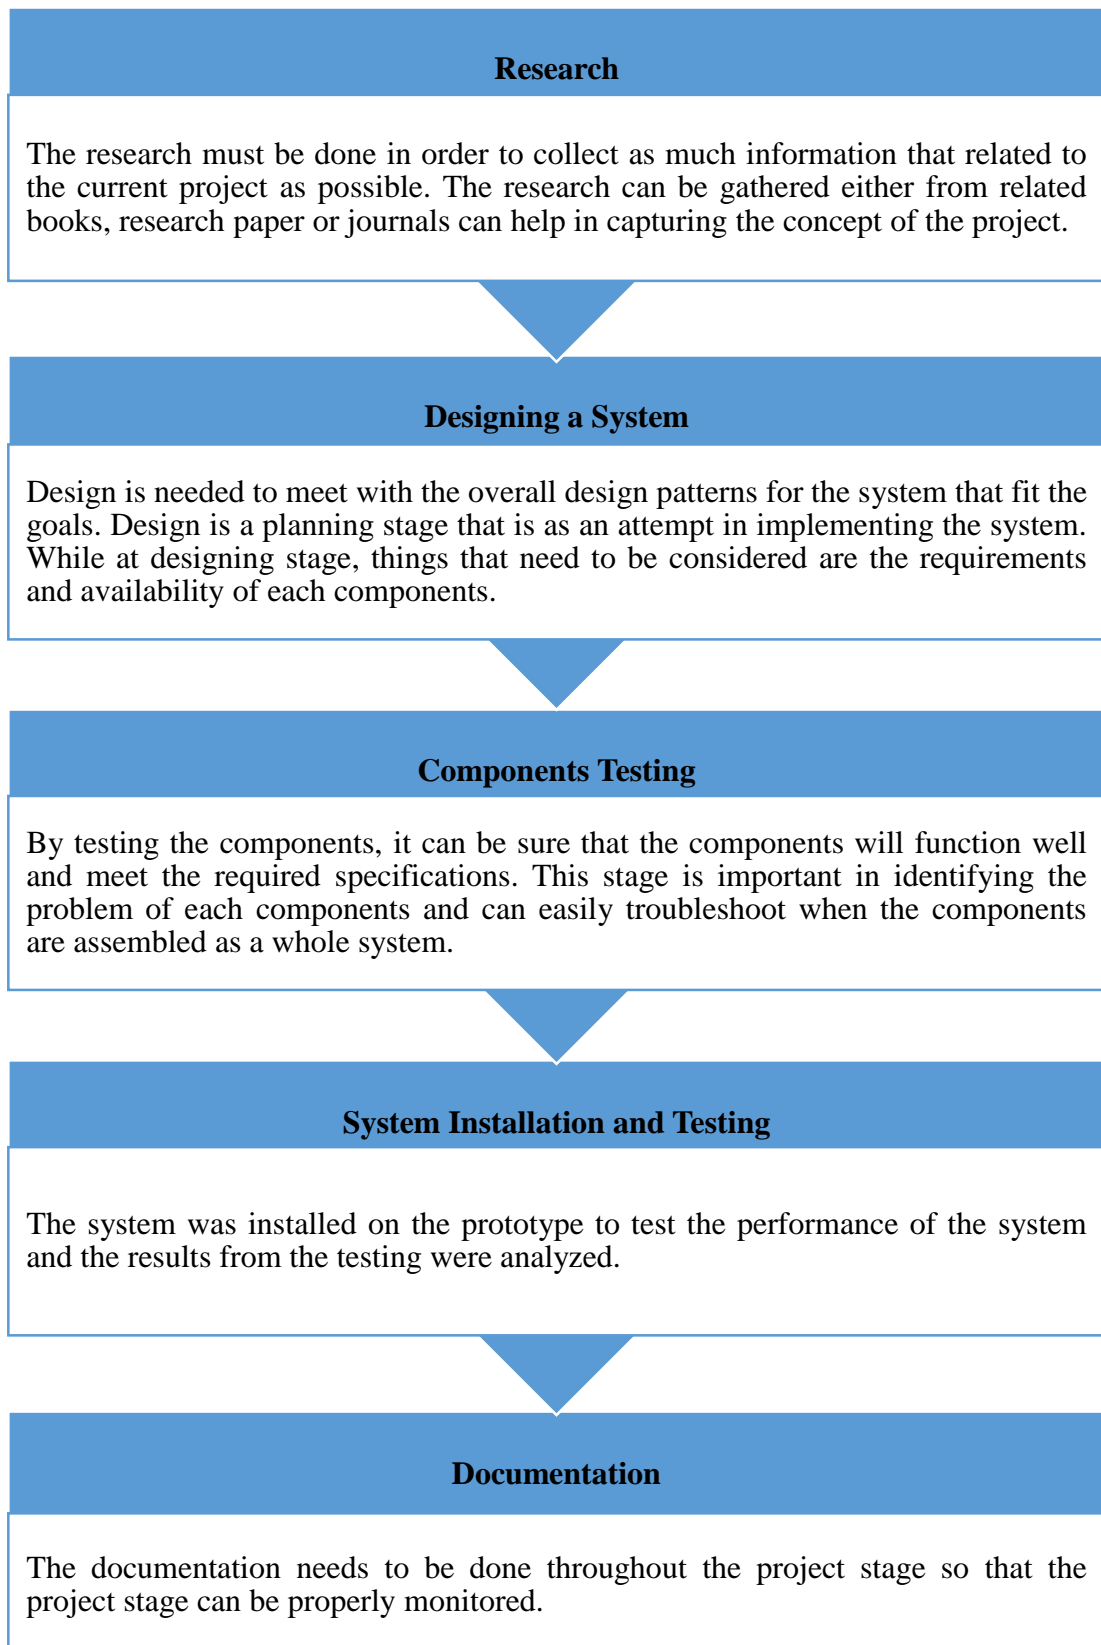 Research
The research must be done in order to collect as much information that related to
the current project as possible. The research can be gathered either from related
books, research paper or journals can help in capturing the concept of the project.
Designing a System
Design is needed to meet with the overall design patterns for the system that fit the
goals. Design is a planning stage that is as an attempt in implementing the system.
While at designing stage, things that need to be considered are the requirements
and availability of each components.
Components Testing
By testing the components, it can be sure that the components will function well
and meet the required specifications. This stage is important in identifying the
problem of each components and can easily troubleshoot when the components
are assembled as a whole system.
System Installation and Testing
The system was installed on the prototype to test the performance of the system
and the results from the testing were analyzed.
Documentation
The documentation needs to be done throughout the project stage so that the
project stage can be properly monitored.